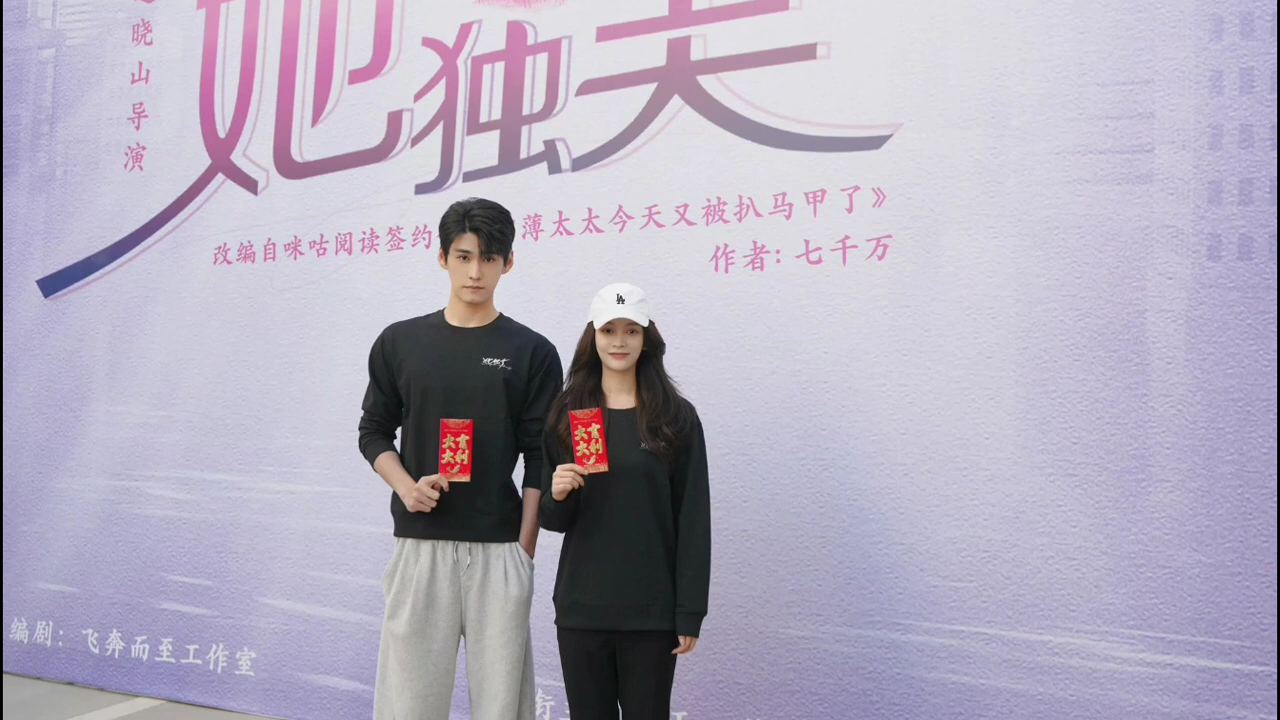 晓山导演
她独美
改编自咪咕阅读签约 薄太太今天又被扒马甲了》
作者: 七千万
LA
大吉
大利
大吉
大利
编剧: 飞奔而至工作室